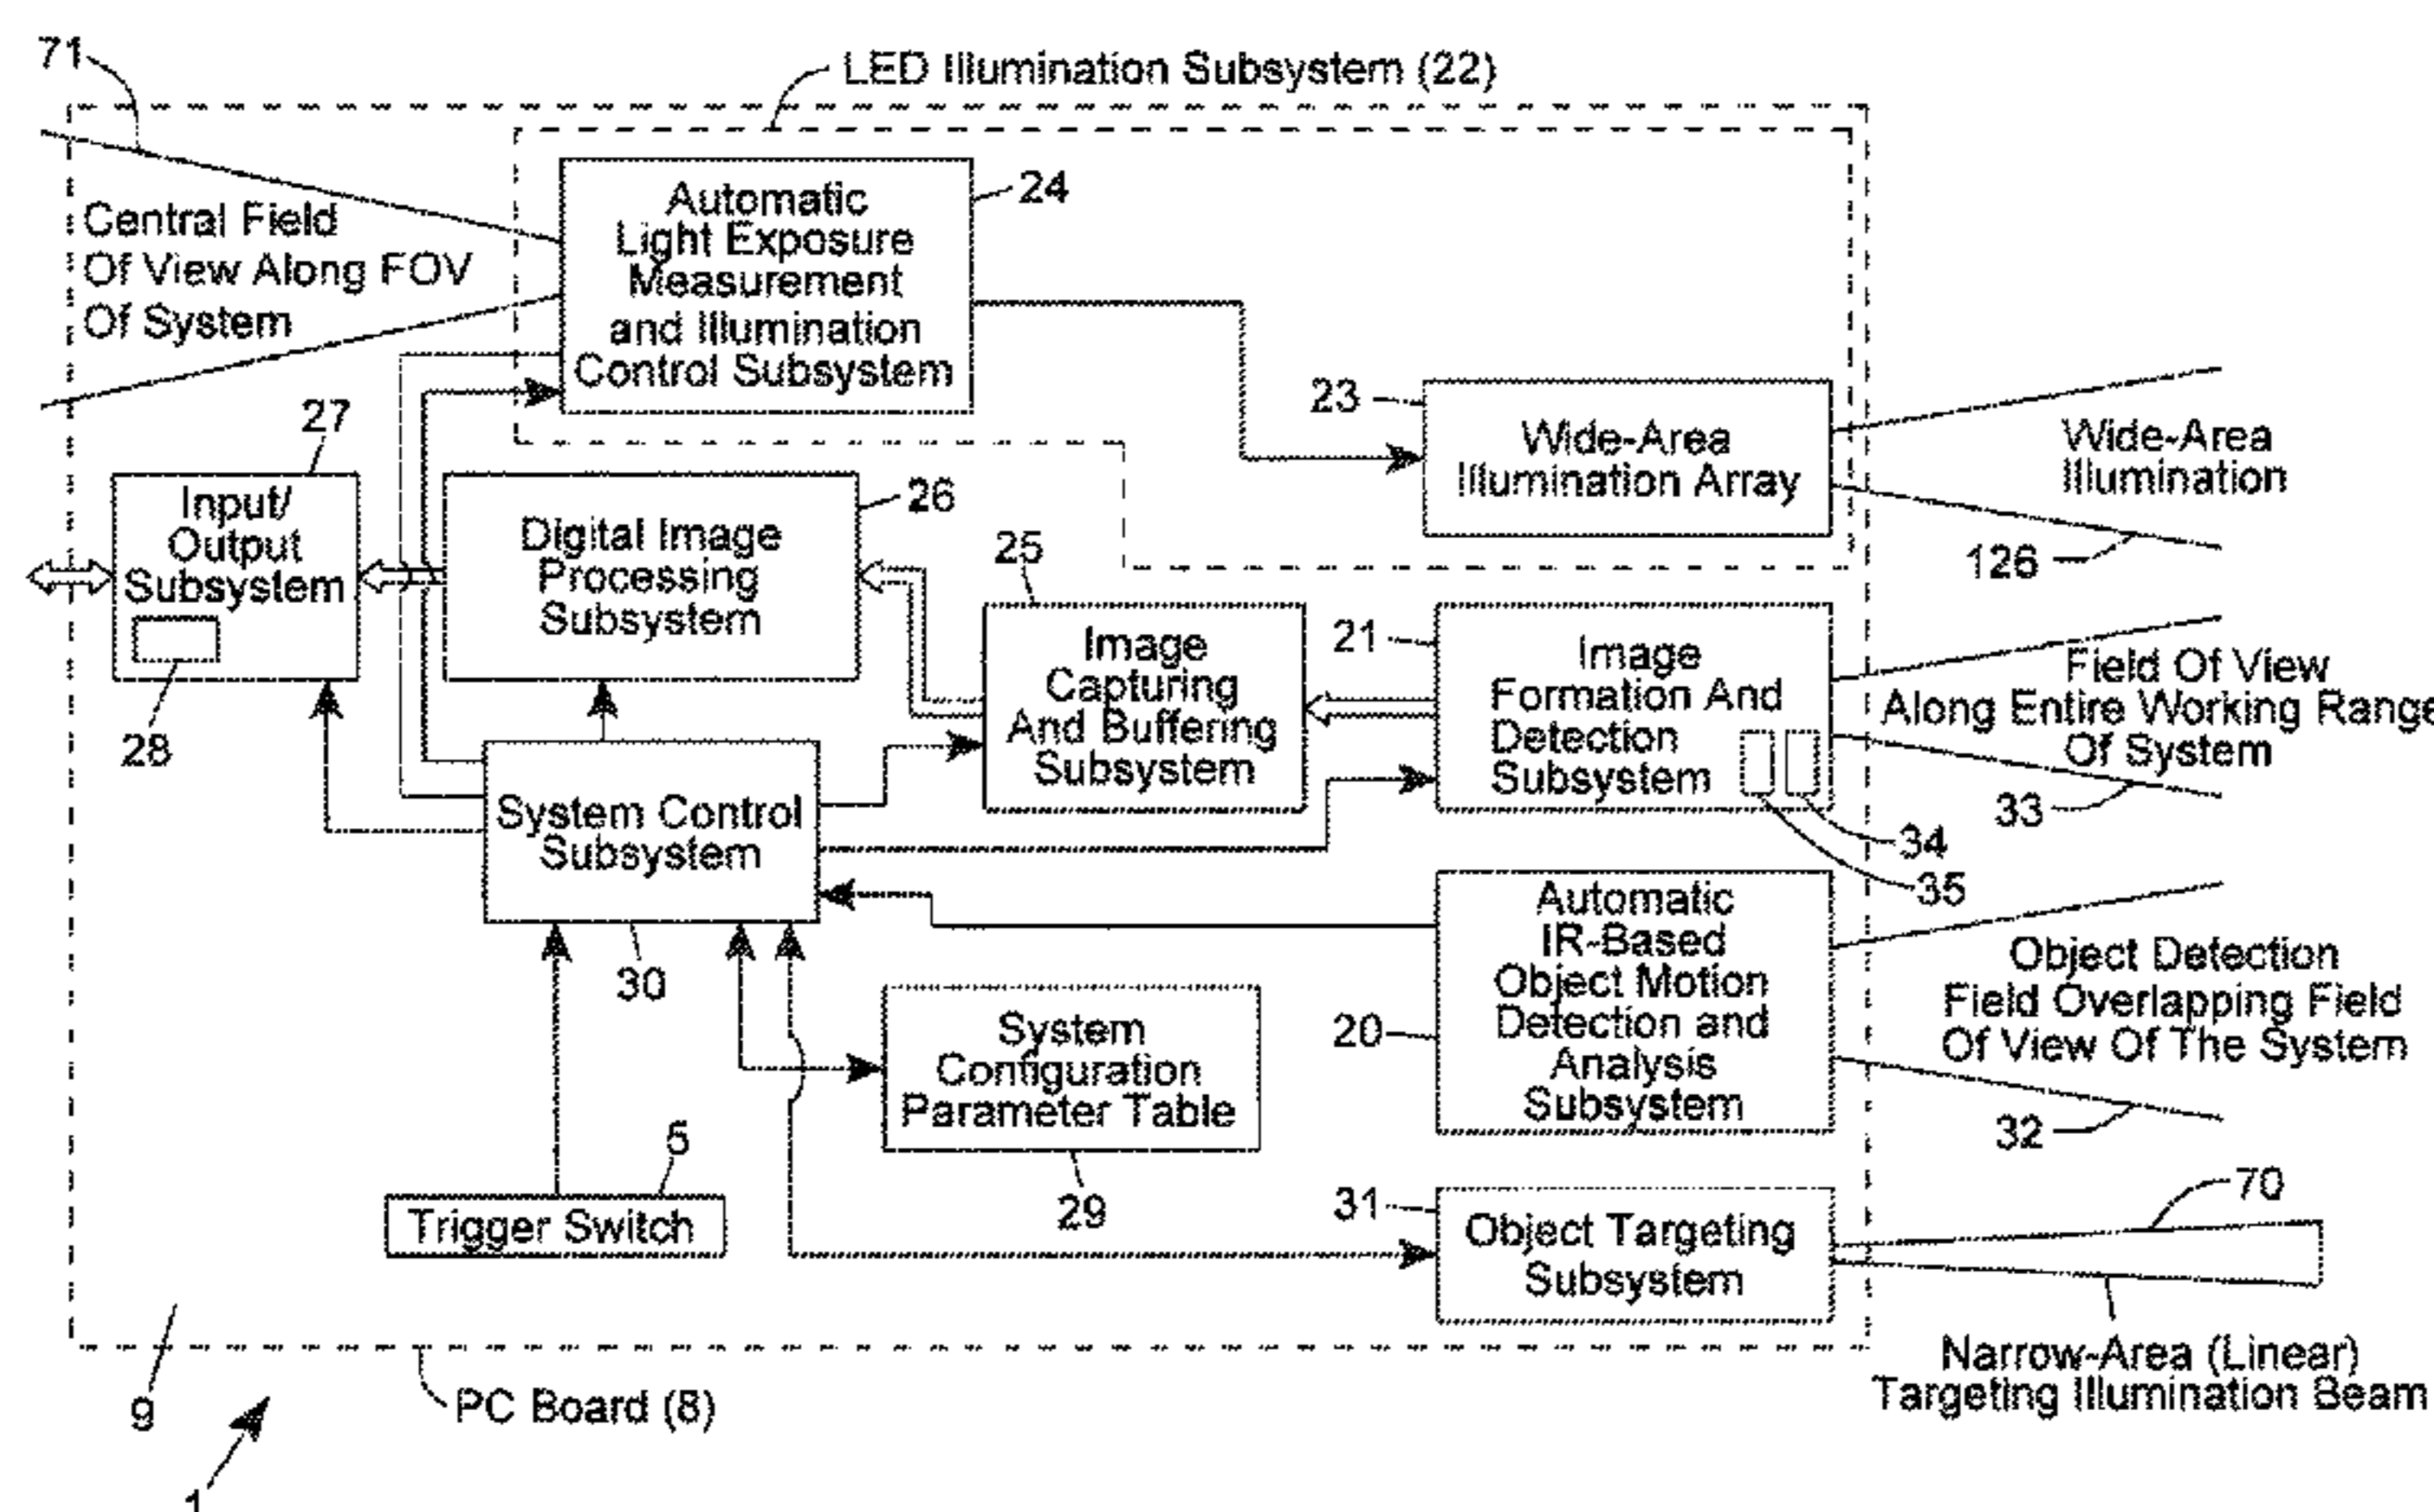 71
LED Illumination Subsystem (22)
Automatic
Light Exposure
Measurement
and Illumination
Control Subsystem
24
Central Field
Of View Along FOV
Of System
27
Input/
Output
Subsystem
28
Digital Image
Processing
Subsystem
26
23
Wide-Area
Illumination Array
Wide-Area
Illumination
126
25
Image
Capturing
And Buffering
Subsystem
21
Image
Formation And
Detection
Subsystem
Field Of View
Along Entire Working Range
Of System
33
34
35
System Control
Subsystem
30
Automatic
IR-Based
Object Motion
Detection and
Analysis
Subsystem
20
Object Detection
Field Overlapping Field
Of View Of The System
32
System
Configuration
Parameter Table
29
5
Trigger Switch
31
Object Targeting
Subsystem
70
Narrow-Area (Linear)
Targeting Illumination Beam
9
PC Board (8)
1